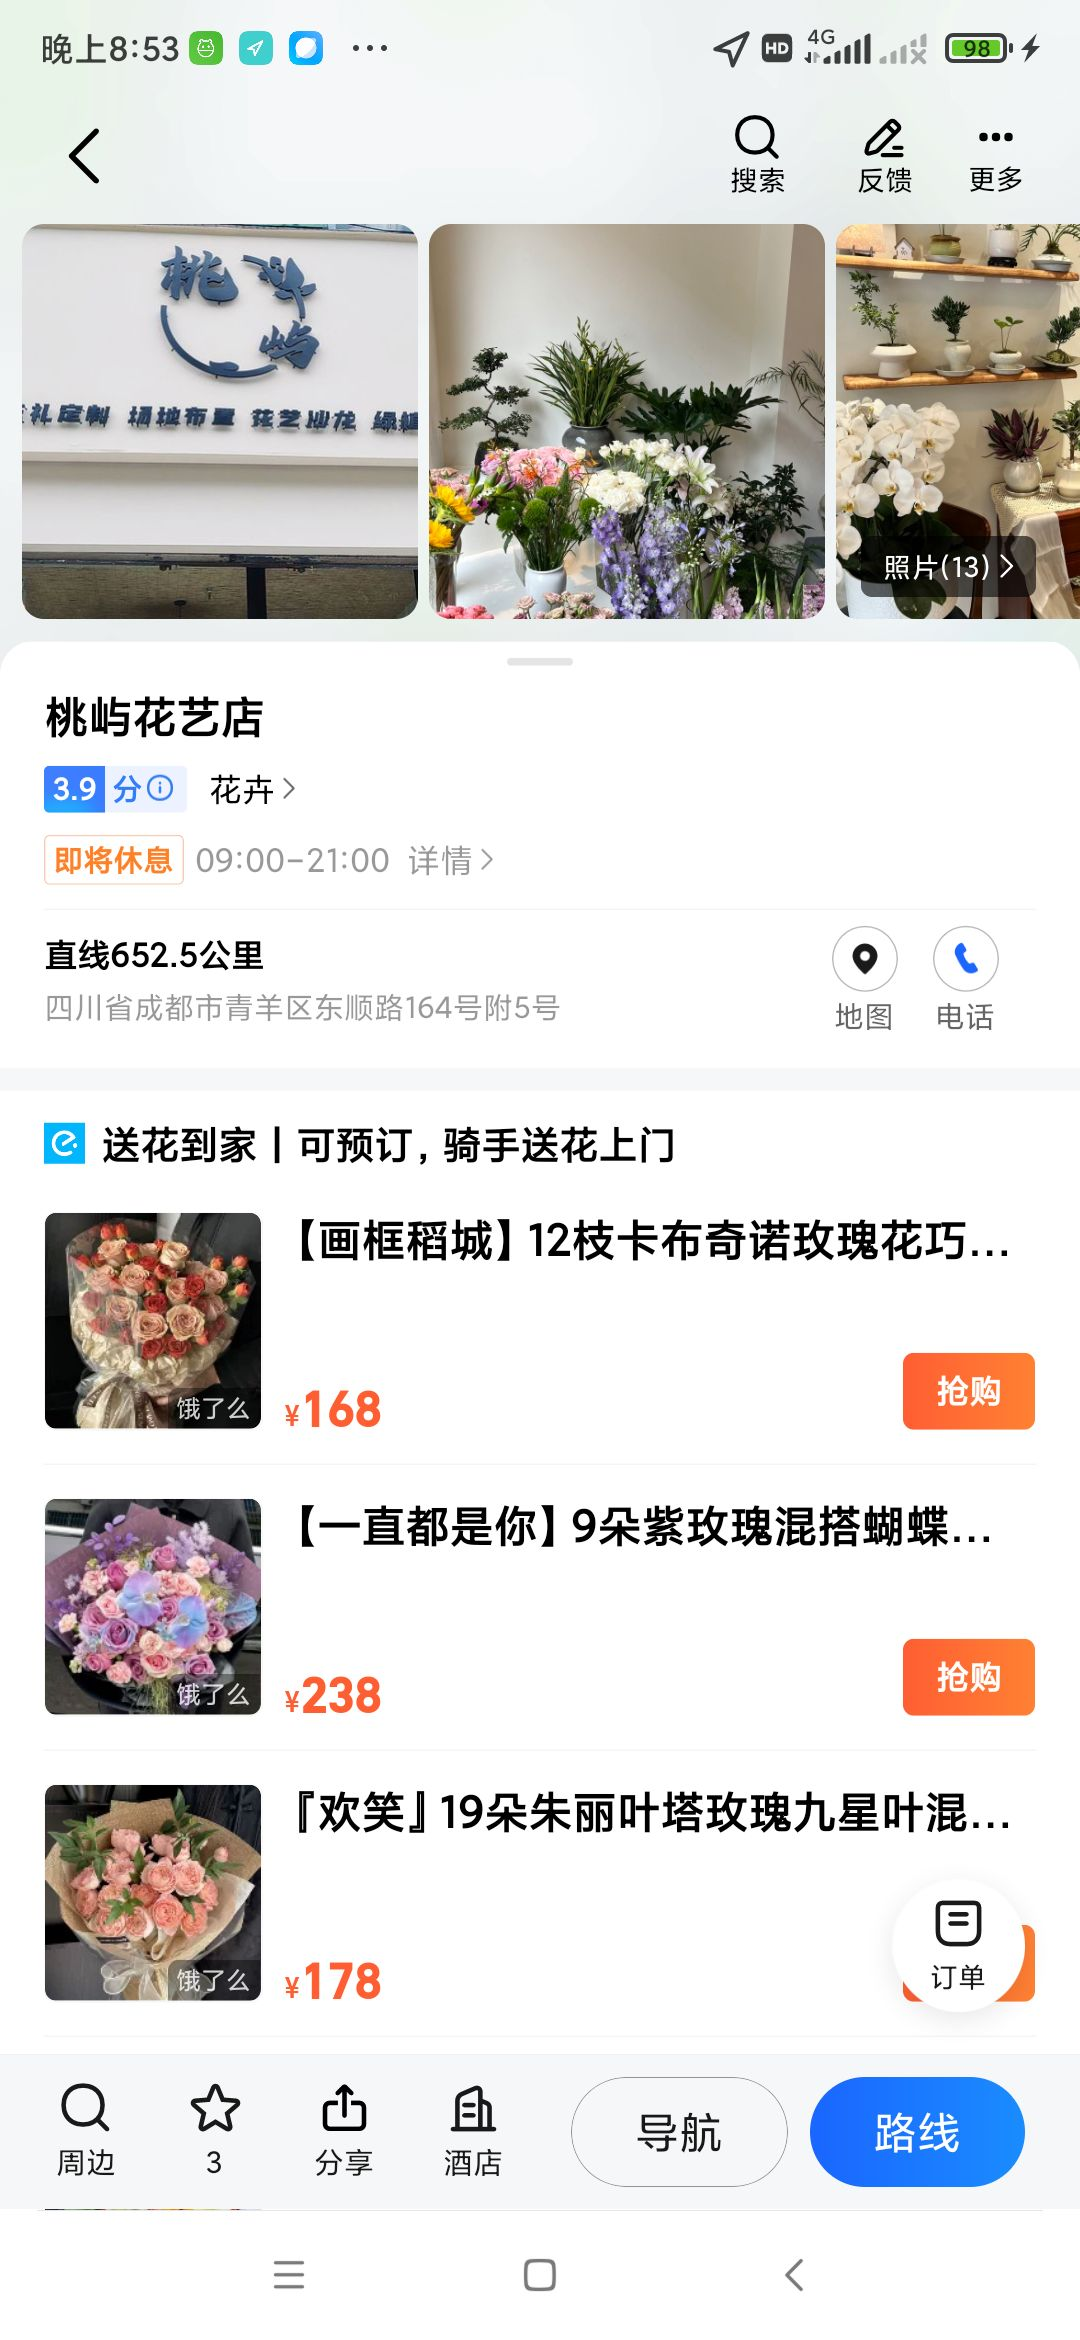 晚上8:53
HD
4G
98
搜索
反馈
更多
桃
屿
礼定制 场地布置 花艺沙龙 绿植
照片(13)
桃屿花艺店
3.9 分
花卉
即将休息 09:00-21:00 详情
直线652.5公里
四川省成都市青羊区东顺路164号附5号
地图
电话
送花到家 | 可预订, 骑手送花上门
【画框稻城】12枝卡布奇诺玫瑰花巧...
饿了么
¥168
抢购
【一直都是你】9朵紫玫瑰混搭蝴蝶...
饿了么
¥238
抢购
『欢笑』19朵朱丽叶塔玫瑰九星叶混...
饿了么
¥178
订单
周边
3
分享
酒店
导航
路线